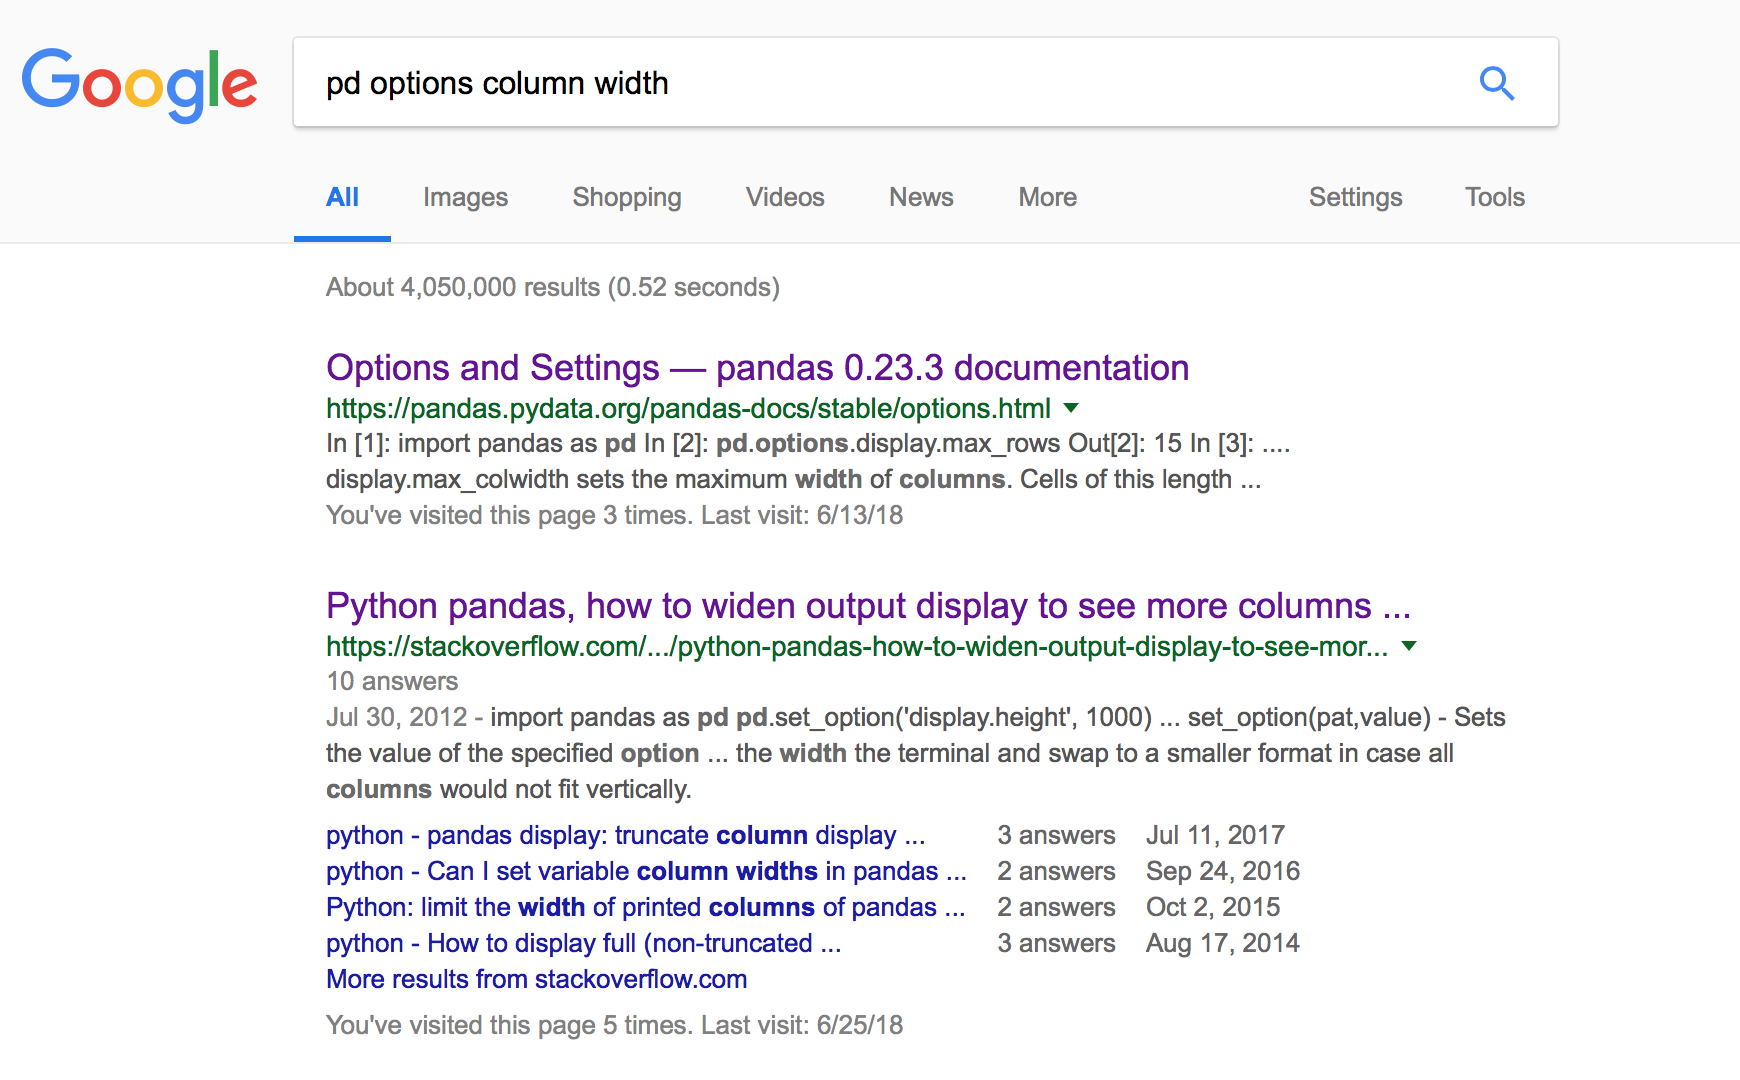 Google
pd options column width
All Images Shopping Videos News More Settings Tools
About 4,050,000 results (0.52 seconds)
Options and Settings — pandas 0.23.3 documentation
https://pandas.pydata.org/pandas-docs/stable/options.html
In [1]: import pandas as pd In [2]: pd.options.display.max_rows Out[2]: 15 In [3]: ....
display.max_colwidth sets the maximum width of columns. Cells of this length ...
You've visited this page 3 times. Last visit: 6/13/18
Python pandas, how to widen output display to see more columns ...
https://stackoverflow.com/.../python-pandas-how-to-widen-output-display-to-see-mor...
10 answers
Jul 30, 2012 - import pandas as pd pd.set_option('display.height', 1000) ... set_option(pat,value) - Sets
the value of the specified option ... the width the terminal and swap to a smaller format in case all
columns would not fit vertically.
python - pandas display: truncate column display ... 3 answers Jul 11, 2017
python - Can I set variable column widths in pandas ... 2 answers Sep 24, 2016
Python: limit the width of printed columns of pandas ... 2 answers Oct 2, 2015
python - How to display full (non-truncated ... 3 answers Aug 17, 2014
More results from stackoverflow.com
You've visited this page 5 times. Last visit: 6/25/18